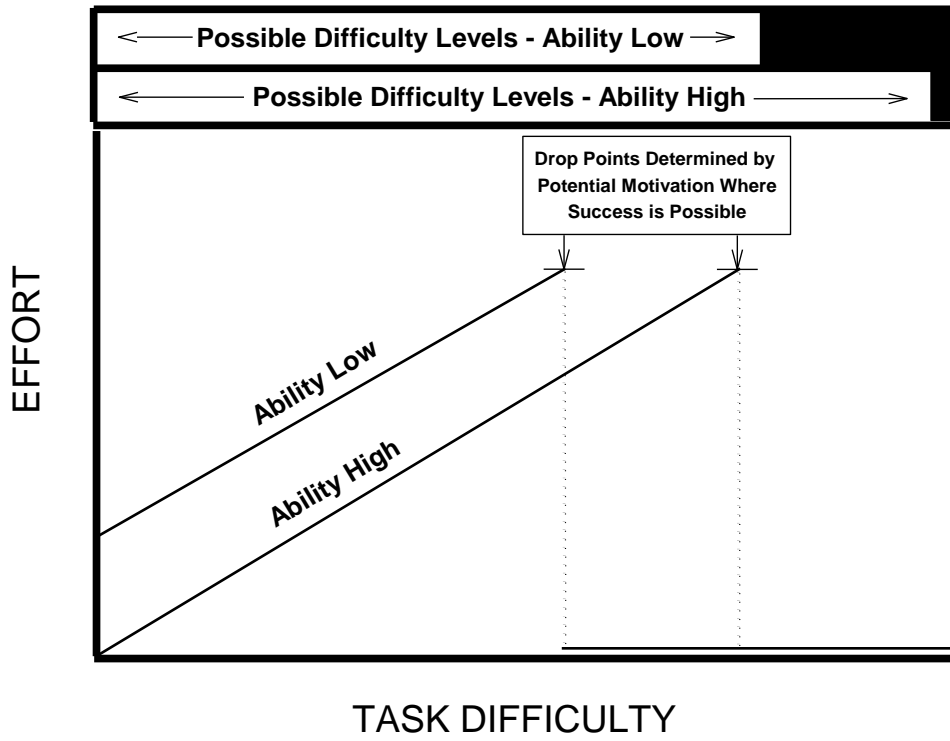 Possible Difficulty Levels - Ability Low
Possible Difficulty Levels - Ability High
Drop Points Determined by
Potential Motivation Where
Success is Possible
EFFORT
Ability Low
Ability High
TASK DIFFICULTY